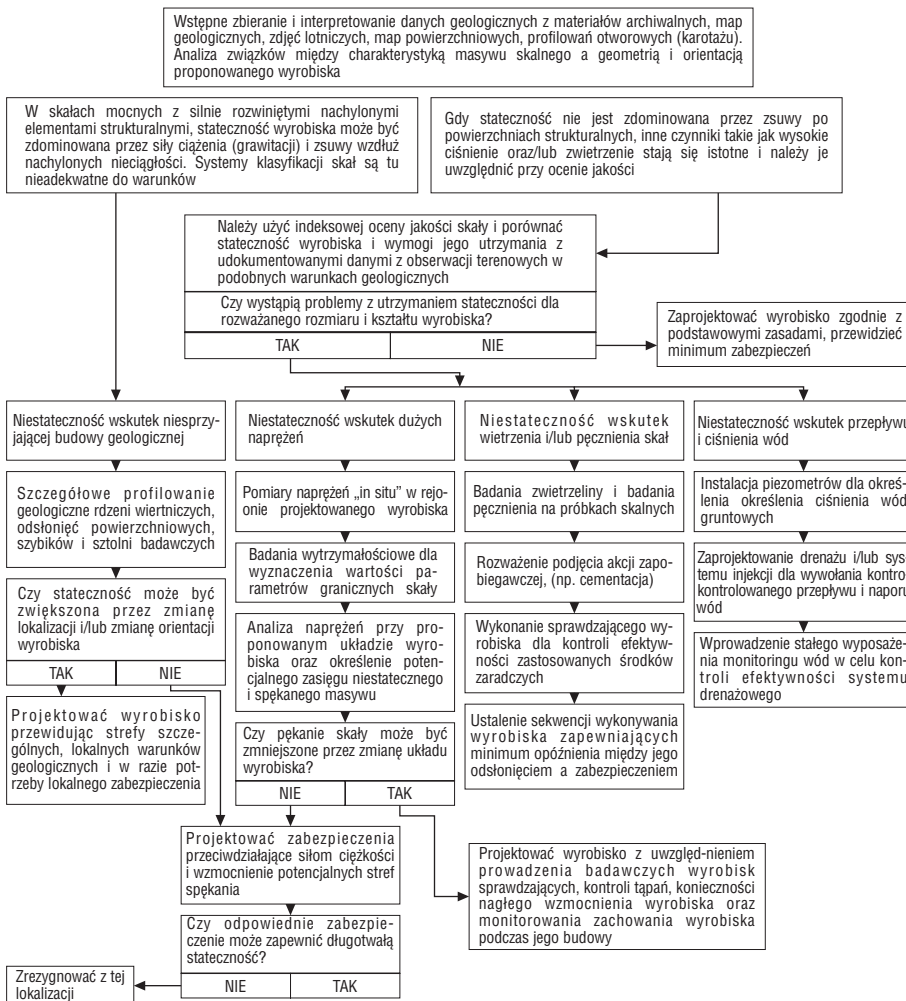 Wstępne zbieranie i interpretowanie danych geologicznych z materiałów archiwalnych, map
geologicznych, zdjęć lotniczych, map powierzchniowych, profilowań otworowych (karotażu).
Analiza związków między charakterystyką masywu skalnego a geometrią i orientacją
proponowanego wyrobiska
W skałach mocnych z silnie rozwiniętymi nachylonymi
elementami strukturalnymi, stateczność wyrobiska może być
zdominowana przez siły ciążenia (grawitacji) i zsuwy wzdłuż
nachylonych nieciągłości. Systemy klasyfikacji skał są tu
nieadekwatne do warunków
Gdy stateczność nie jest zdominowana przez zsuwy po
powierzchniach strukturalnych, inne czynniki takie jak wysokie
ciśnienie oraz/lub zwietrzenie stają się istotne i należy je
uwzględnić przy ocenie jakości
Należy użyć indeksowej oceny jakości skały i porównać
stateczność wyrobiska i wymogi jego utrzymania z
udokumentowanymi danymi z obserwacji terenowych w
podobnych warunkach geologicznych
Czy wystąpią problemy z utrzymaniem stateczności dla
rozważanego rozmiaru i kształtu wyrobiska?
TAK
NIE
Zaprojektować wyrobisko zgodnie z
podstawowymi zasadami, przewidzieć
minimum zabezpieczeń
Niestateczność wskutek niesprzy-
jającej budowy geologicznej
Szczegółowe profilowanie
geologiczne rdzeni wiertniczych,
odsłonięć powierzchniowych,
szybików i sztolni badawczych
Czy stateczność może być
zwiększona przez zmianę
lokalizacji i/lub zmianę orientacji
wyrobiska
TAK
NIE
Projektować wyrobisko
przewidując strefy szcze-
gólnych, lokalnych warunków
geologicznych i w razie pot-
rzeby lokalnego zabezpieczenia
Niestateczność wskutek dużych
naprężeń
Pomiary naprężeń „in situ” w rej-
onie projektowanego wyrobiska
Badania wytrzymałościowe dla
wyznaczenia wartości pa-
rametrów granicznych skały
Analiza naprężeń przy pro-
ponowanym układzie wyro-
biska oraz określenie poten-
cjalnego zasięgu niestatecznego
i spękanego masywu
Czy pękanie skały może być
zmniejszone przez zmianę układu
wyrobiska?
NIE
TAK
Niestateczność wskutek
wietrzenia i/lub pęcznienia skał
Badania zwietrzeliny i badania
pęcznienia na próbkach skalnych
Rozważenie podjęcia akcji zapo-
biegawczej, (np. cementacja)
Wykonanie sprawdzającego wy-
robiska dla kontroli efektyw-
ności zastosowanych środków
zaradczych
Ustalenie sekwencji wykonywania
wyrobiska zapewniających
minimum opóźnienia między jego
odsłonięciem a zabezpieczeniem
Niestateczność wskutek przepływu
i ciśnienia wód
Instalacja piezometrów dla okreś-
lenia określenia ciśnienia wód
gruntowych
Zaprojektowanie drenażu i/lub sys-
temu injekcji dla wywołania kontro-
kontrolowanego przepływu i naporu
wód
Wprowadzenie stałego wyposaże-
nia monitoringu wód w celu kon-
troli efektywności systemu
drenażowego
Projektować zabezpieczenia
przeciwdziałające siłom ciężkości
i wzmocnienie potencjalnych stref
spękania
Czy odpowiednie zabezpie-
czenie może zapewnić długotwałą
stateczność?
NIE
TAK
Zrezygnować z tej
lokalizacji
Projektować wyrobisko z uwzględ-nieniem
prowadzenia badawczych wyrobisk
sprawdzających, kontroli tąpań, konieczności
nagłego wzmocnienia wyrobiska oraz
monitorowania zachowania wyrobiska
podczas jego budowy